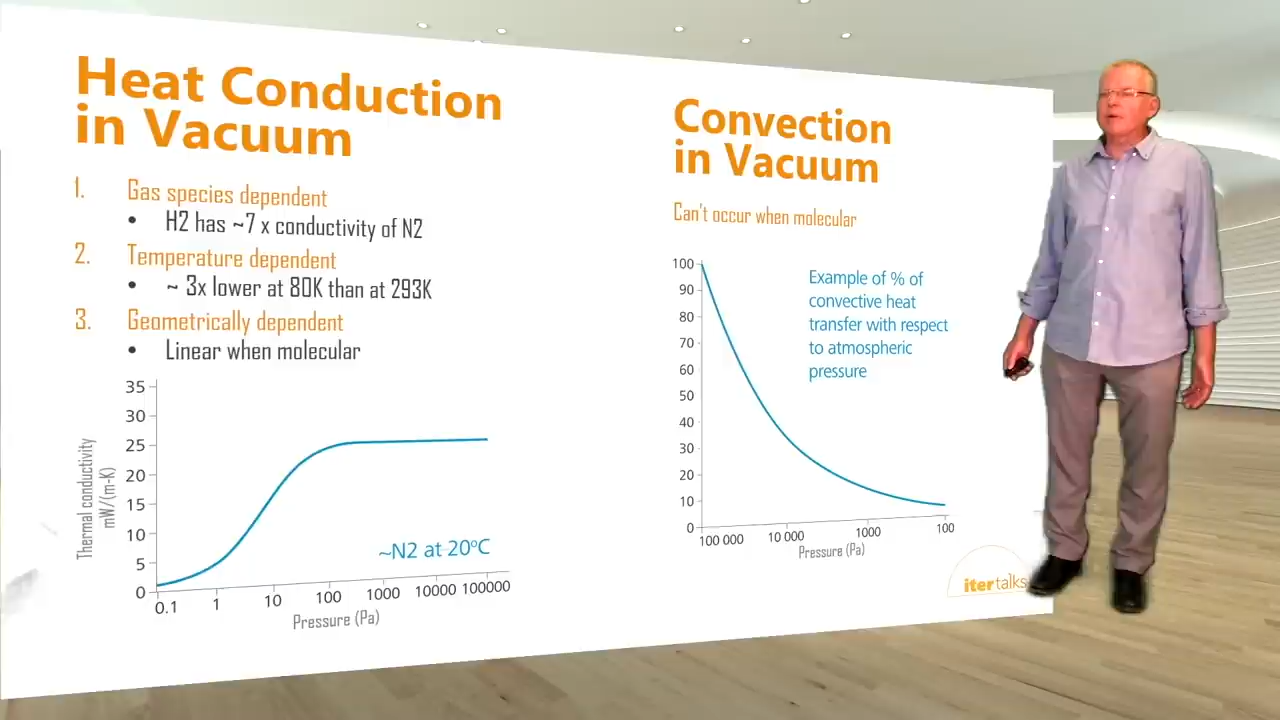 Heat Conduction
in Vacuum
1. Gas species dependent
• H2 has ~7 x conductivity of N2
2. Temperature dependent
• ~ 3x lower at 80K than at 293K
3. Geometrically dependent
• Linear when molecular
35
30
25
20
15
10
5
0
Thermal conductivity
mW/(m-K)
~N2 at 20°C
0.1 1 10 100 1000 10000 100000
Pressure (Pa)
Convection
in Vacuum
Can't occur when molecular
100
90
80
70
60
50
40
30
20
10
0
Example of % of
convective heat
transfer with respect
to atmospheric
pressure
100 000 10 000 1000 100
Pressure (Pa)
itertalks